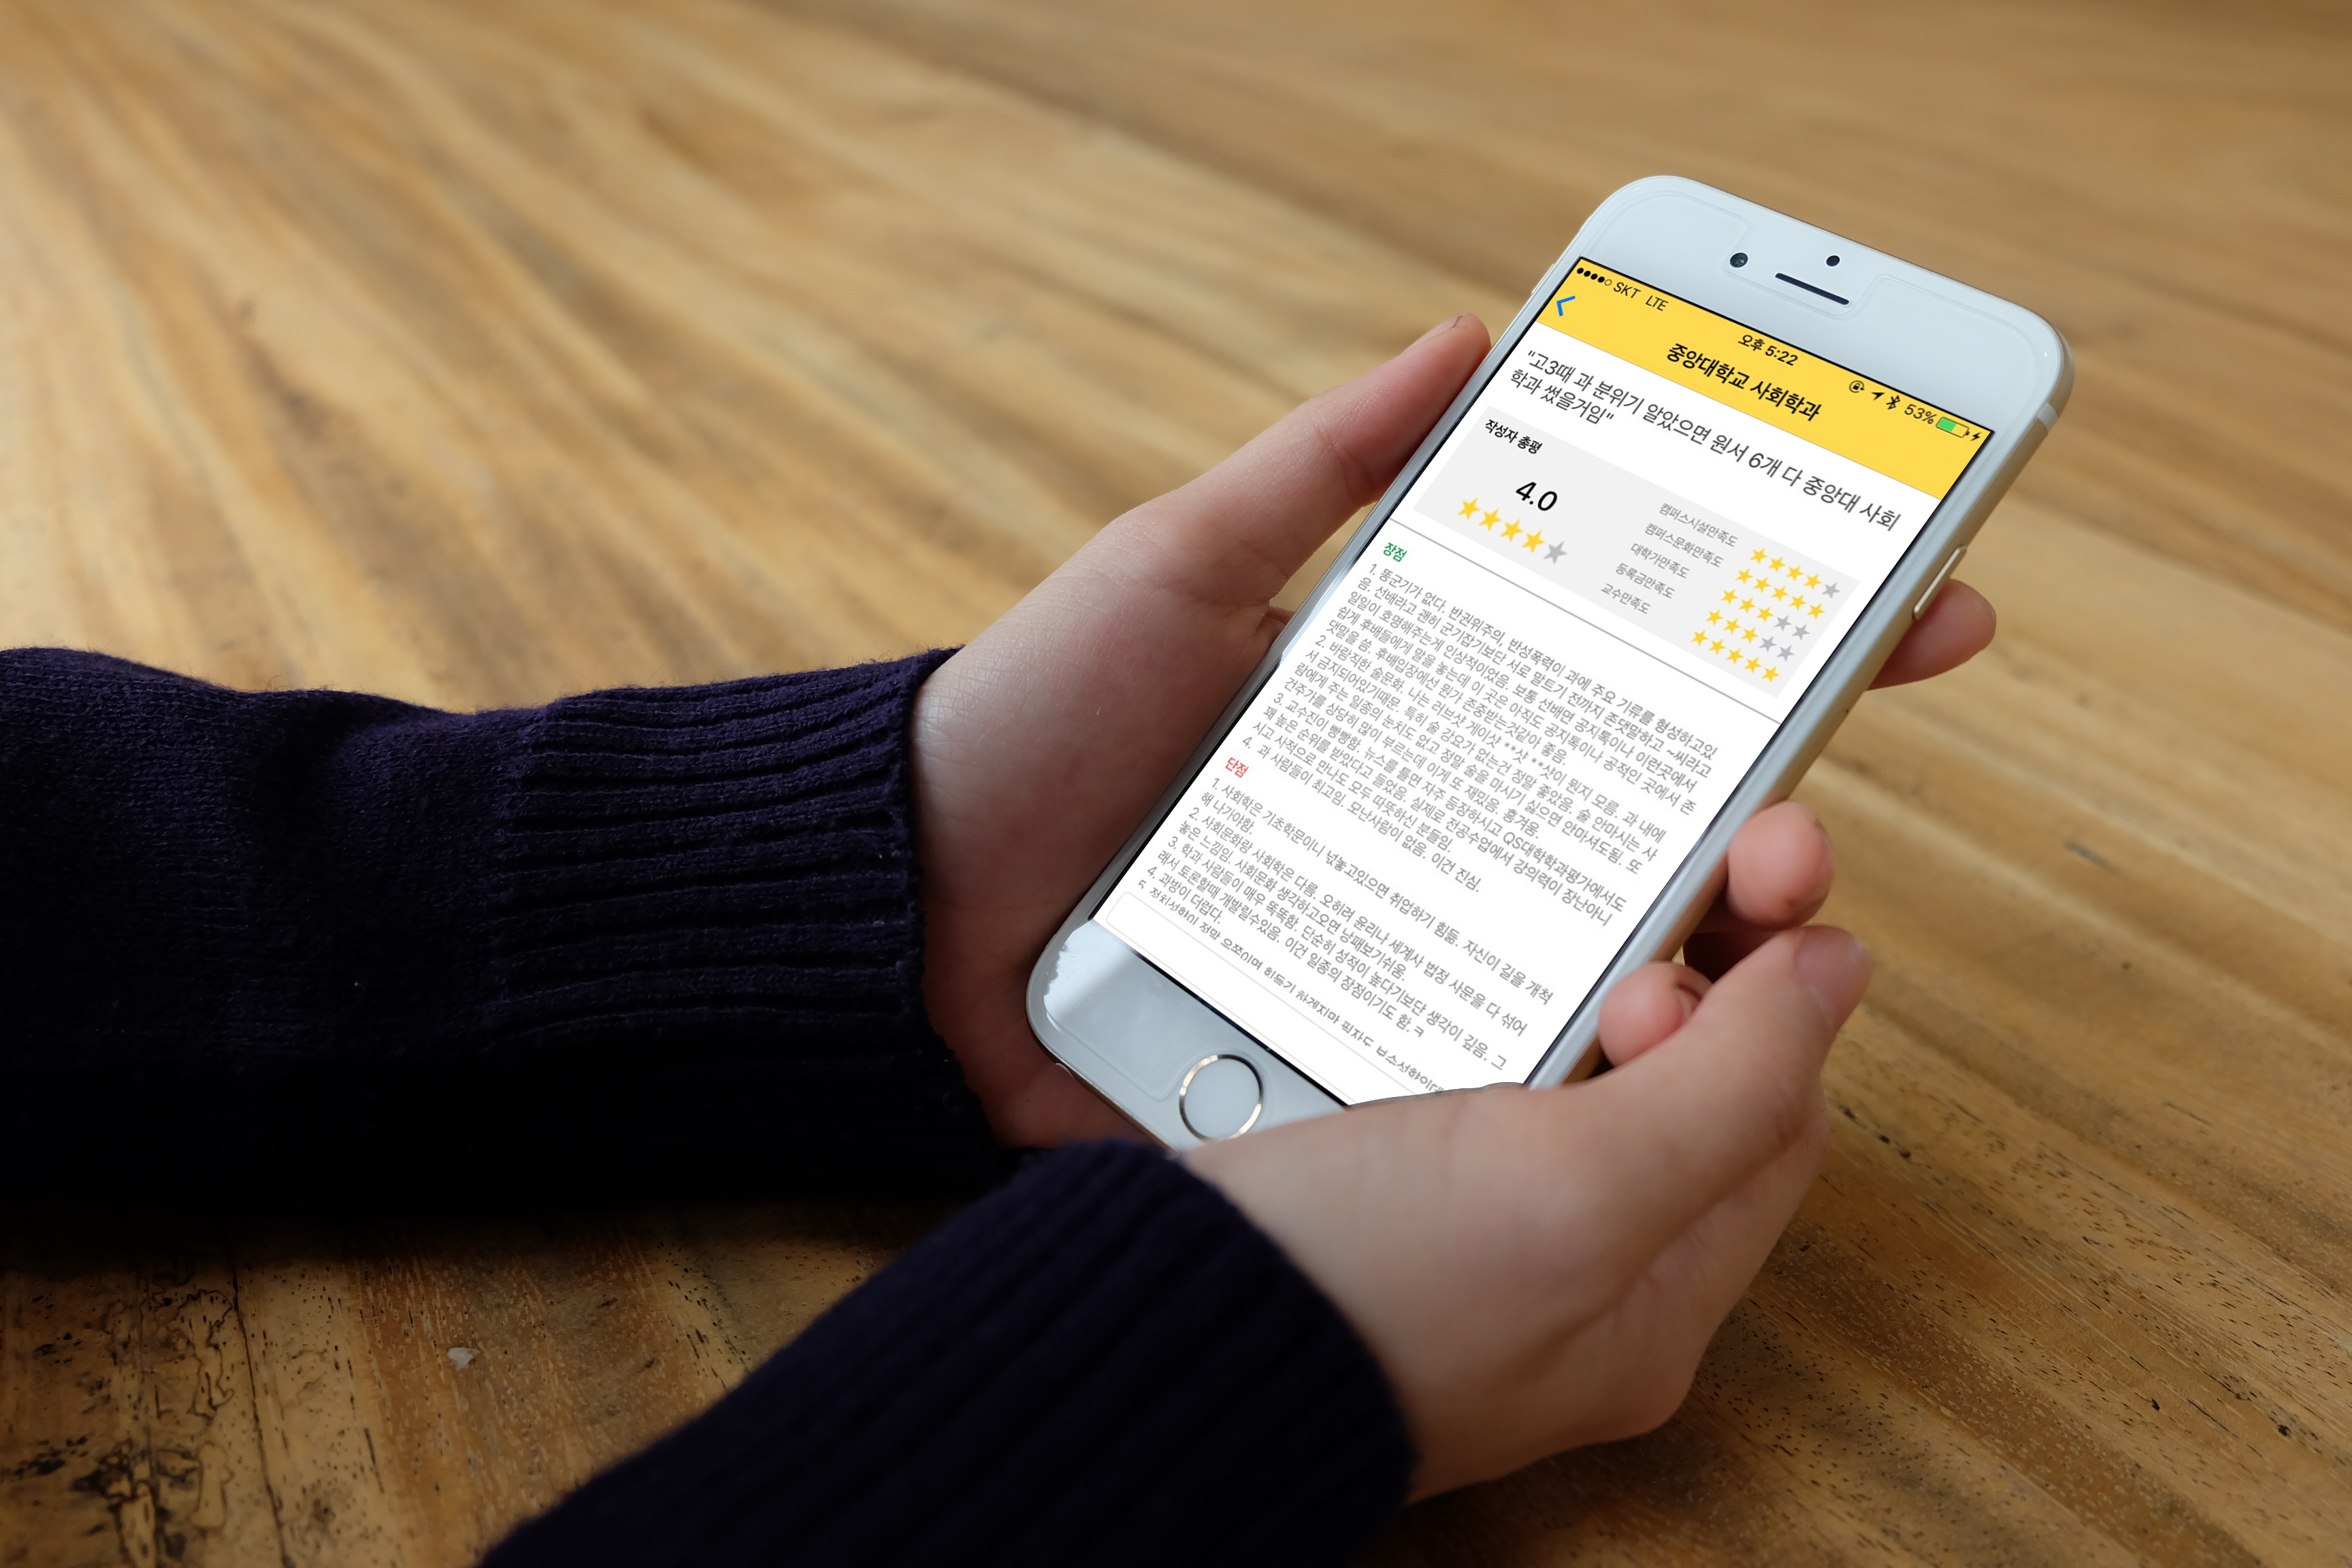 SKT LTE 오후 5:22 53%
중앙대학교 사회학과
"고3때 과 분위기 알았으면 원서 6개 다 중앙대 사회
학과 썼을거임"
작성자 총평
4.0
캠퍼스시설만족도
캠퍼스문화만족도
대학가만족도
등록금만족도
교수만족도
장점
1. 똥군기가 없다. 반권위주의, 반성폭력이 과에 주요 기류를 형성하고있
음. 선배라고 괜히 군기잡기보단 서로 말트기 전까지 존댓말하고 ~씨라고
일일이 호명해주는게 인상적이었음. 보통 선배면 공지톡이나 이런곳에서
쉽게 후배들에게 말을 놓는데 이 곳은 아직도 공지톡이나 공적인 곳에서 존
댓말을 씀. 후배입장에선 뭔가 존중받는것같아 좋음.
2. 바람직한 술문화. 나는 러브샷 게이샷 **샷 **샷이 뭔지 모름. 과 내에
서 금지되어있기때문. 특히 술 강요가 없는건 정말 좋았음. 술 안마시는 사
람에게 주는 일종의 눈치도 없고 정말 술을 마시기 싫으면 안마셔도됨. 또
건주가를 상당히 많이 부르는데 이게 또 재밌음. 흥겨움.
3. 교수진이 빵빵함. 뉴스를 틀면 자주 등장하시고 QS대학학과평가에서도
꽤 높은 순위를 받았다고 들었음. 실제로 전공수업에서 강의력이 장난아니
시고 사적으로 만나도 모두 따뜻하신 분들임.
4. 과 사람들이 최고임. 모난사람이 없음. 이건 진심.
단점
1. 사회학은 기초학문이니 넋놓고있으면 취업하기 힘듦. 자신이 길을 개척
해 나가야함.
2. 사회문화랑 사회학은 다름. 오히려 윤리나 세계사 법정 사문을 다 섞어
놓은 느낌임. 사회문화 생각하고오면 낭패보기쉬움.
3. 학과 사람들이 매우 똑똑함. 단순히 성적이 높다기보단 생각이 깊음. 그
래서 토론할때 개발릴수있음. 이건 일종의 장점이기도 함.ㅋ
4. 과방이 더럽다.
5. 정치성향이 정말